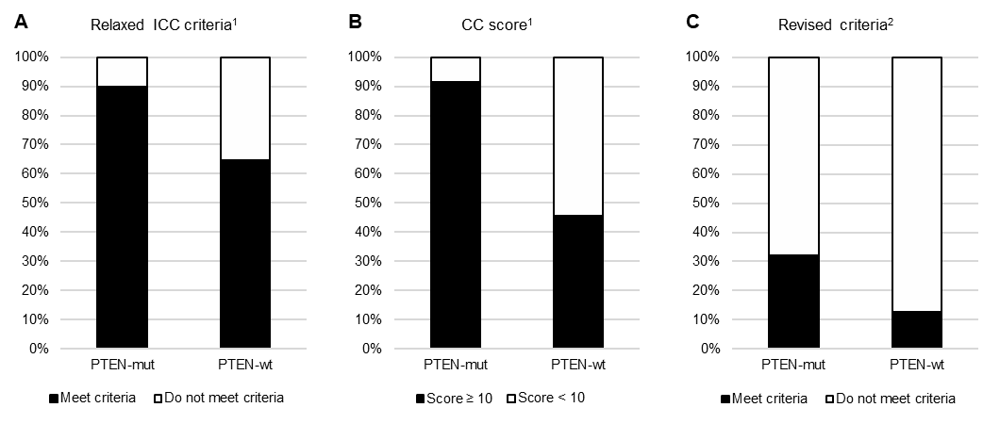 A
Relaxed ICC criteria¹
100%
90%
80%
70%
60%
50%
40%
30%
20%
10%
0%
PTEN-mut PTEN-wt
Meet criteria Do not meet criteria
B
CC score¹
100%
90%
80%
70%
60%
50%
40%
30%
20%
10%
0%
PTEN-mut PTEN-wt
Score ≥ 10 Score < 10
C
Revised criteria²
100%
90%
80%
70%
60%
50%
40%
30%
20%
10%
0%
PTEN-mut PTEN-wt
Meet criteria Do not meet criteria